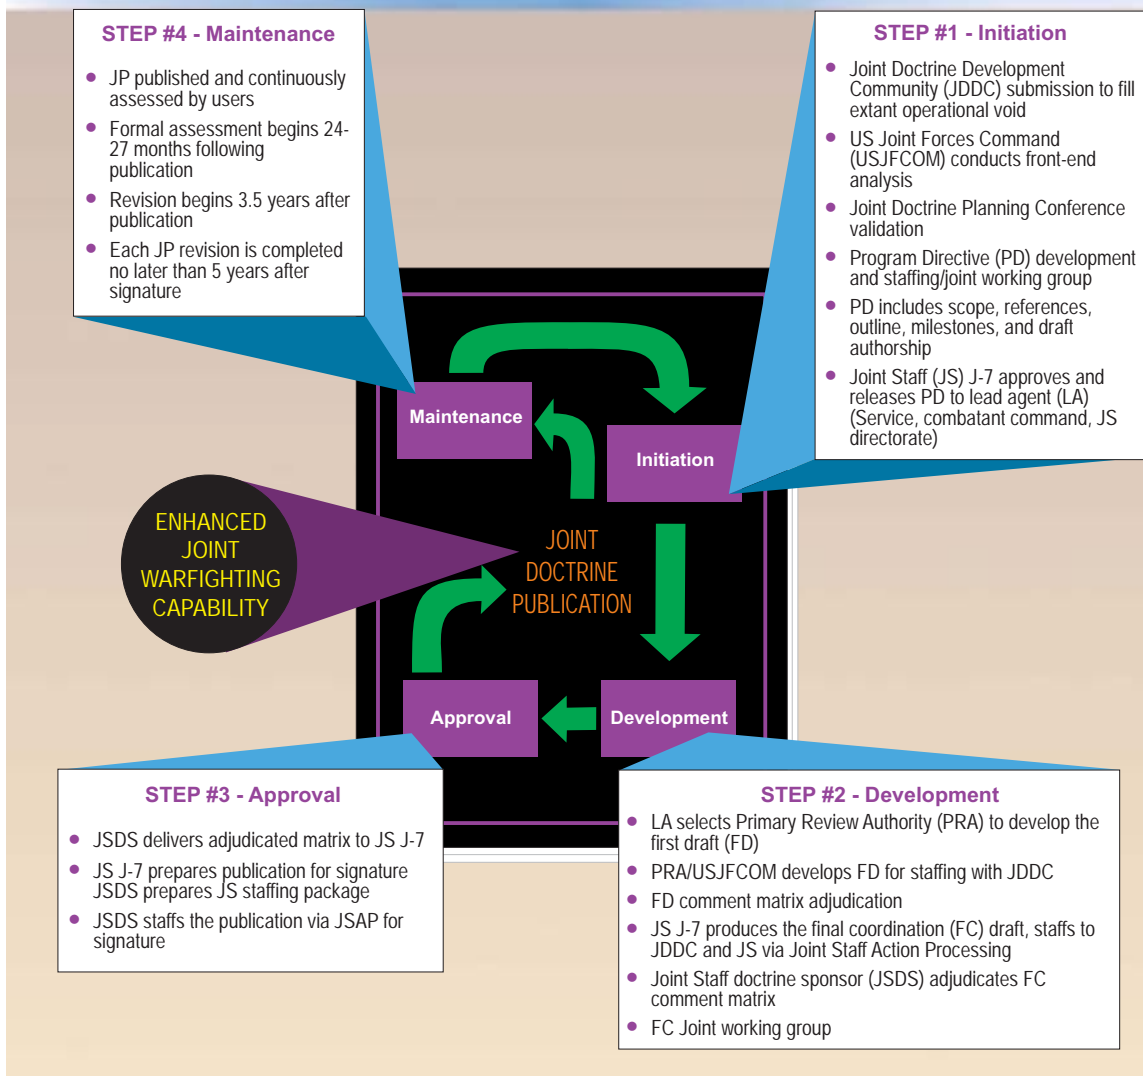 STEP #4 - Maintenance
• JP published and continuously
assessed by users
• Formal assessment begins 24-
27 months following
publication
• Revision begins 3.5 years after
publication
• Each JP revision is completed
no later than 5 years after
signature
STEP #1 - Initiation
• Joint Doctrine Development
Community (JDDC) submission to fill
extant operational void
• US Joint Forces Command
(USJFCOM) conducts front-end
analysis
• Joint Doctrine Planning Conference
validation
• Program Directive (PD) development
and staffing/joint working group
• PD includes scope, references,
outline, milestones, and draft
authorship
• Joint Staff (JS) J-7 approves and
releases PD to lead agent (LA)
(Service, combatant command, JS
directorate)
Maintenance
Initiation
ENHANCED
JOINT
WARFIGHTING
CAPABILITY
JOINT
DOCTRINE
PUBLICATION
Approval
Development
STEP #3 - Approval
• JSDS delivers adjudicated matrix to JS J-7
• JS J-7 prepares publication for signature
JSDS prepares JS staffing package
• JSDS staffs the publication via JSAP for
signature
STEP #2 - Development
• LA selects Primary Review Authority (PRA) to develop the
first draft (FD)
• PRA/USJFCOM develops FD for staffing with JDDC
• FD comment matrix adjudication
• JS J-7 produces the final coordination (FC) draft, staffs to
JDDC and JS via Joint Staff Action Processing
• Joint Staff doctrine sponsor (JSDS) adjudicates FC
comment matrix
• FC Joint working group